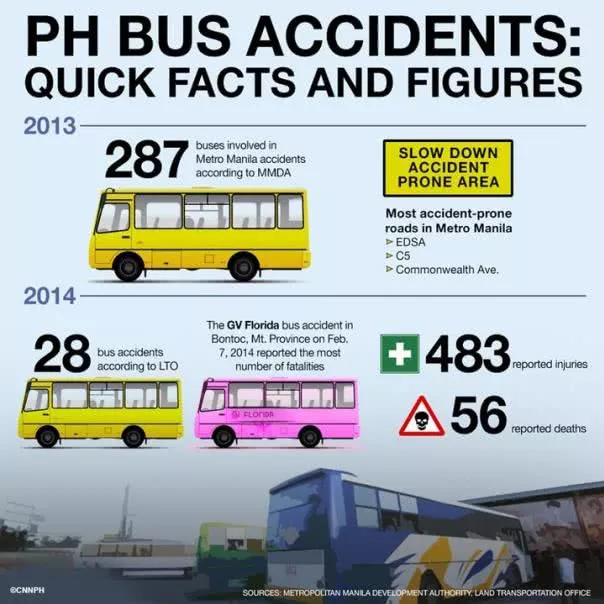 PH BUS ACCIDENTS:
QUICK FACTS AND FIGURES
2013
287
buses involved in
Metro Manila accidents
according to MMDA
SLOW DOWN
ACCIDENT
PRONE AREA
Most accident-prone
roads in Metro Manila
EDSA
C5
Commonwealth Ave.
2014
28
bus accidents
according to LTO
The GV Florida bus accident in
Bontoc, Mt. Province on Feb.
7, 2014 reported the most
number of fatalities
GV FLORIDA
483 reported injuries
56 reported deaths
©CNNPH
SOURCES: METROPOLITAN MANILA DEVELOPMENT AUTHORITY, LAND TRANSPORTATION OFFICE